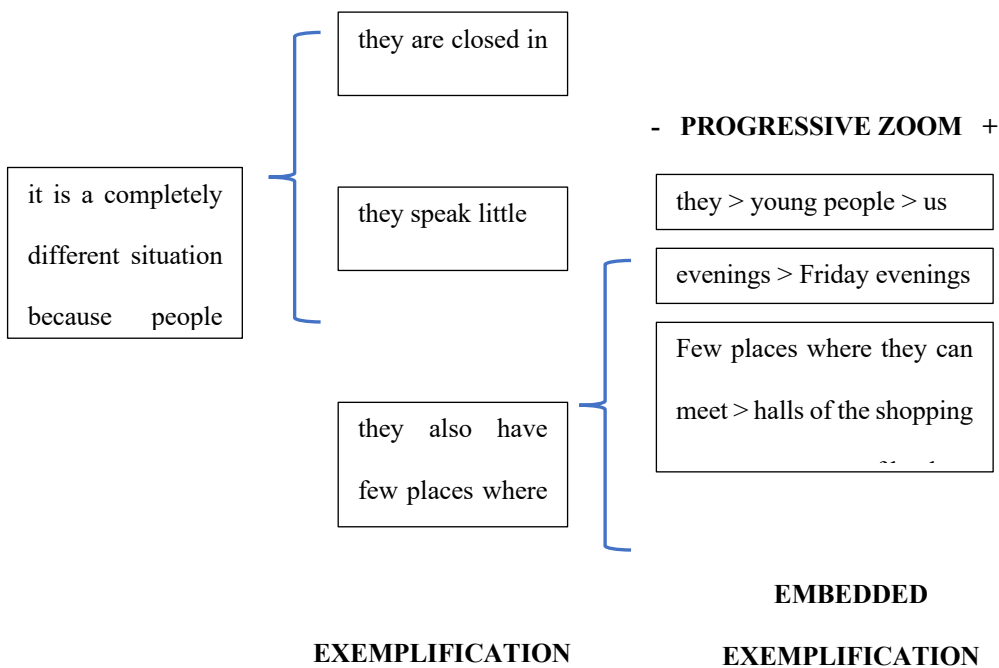 it is a completely
different situation
because people
they are closed in
they speak little
they also have
few places where
- PROGRESSIVE ZOOM +
they > young people > us
evenings > Friday evenings
Few places where they can
meet > halls of the shopping
EXEMPLIFICATION
EMBEDDED
EXEMPLIFICATION